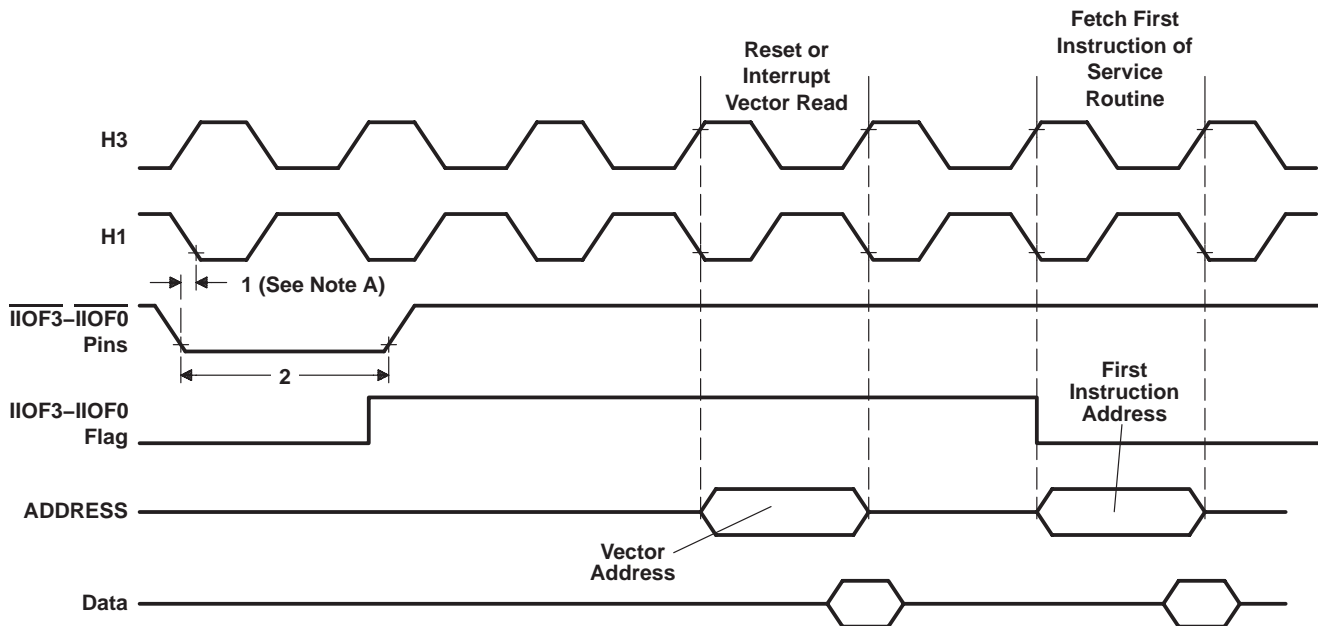 Reset or
Interrupt
Vector Read
Fetch First
Instruction of
Service
Routine
H3
H1
1 (See Note A)
IIOF3–IIOF0
Pins
2
IIOF3–IIOF0
Flag
First
Instruction
Address
ADDRESS
Vector
Address
Data